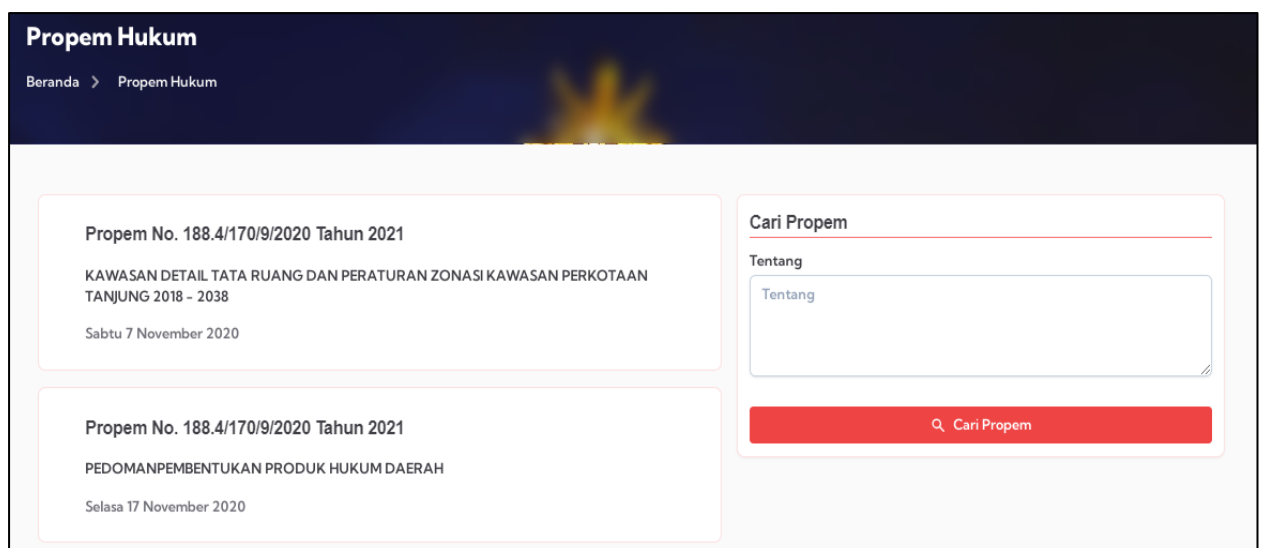 Propem Hukum
Beranda > Propem Hukum
Propem No. 188.4/170/9/2020 Tahun 2021
KAWASAN DETAIL TATA RUANG DAN PERATURAN ZONASI KAWASAN PERKOTAAN
TANJUNG 2018 - 2038
Sabtu 7 November 2020
Propem No. 188.4/170/9/2020 Tahun 2021
PEDOMANPEMBENTUKAN PRODUK HUKUM DAERAH
Selasa 17 November 2020
Cari Propem
Tentang
Tentang
Cari Propem